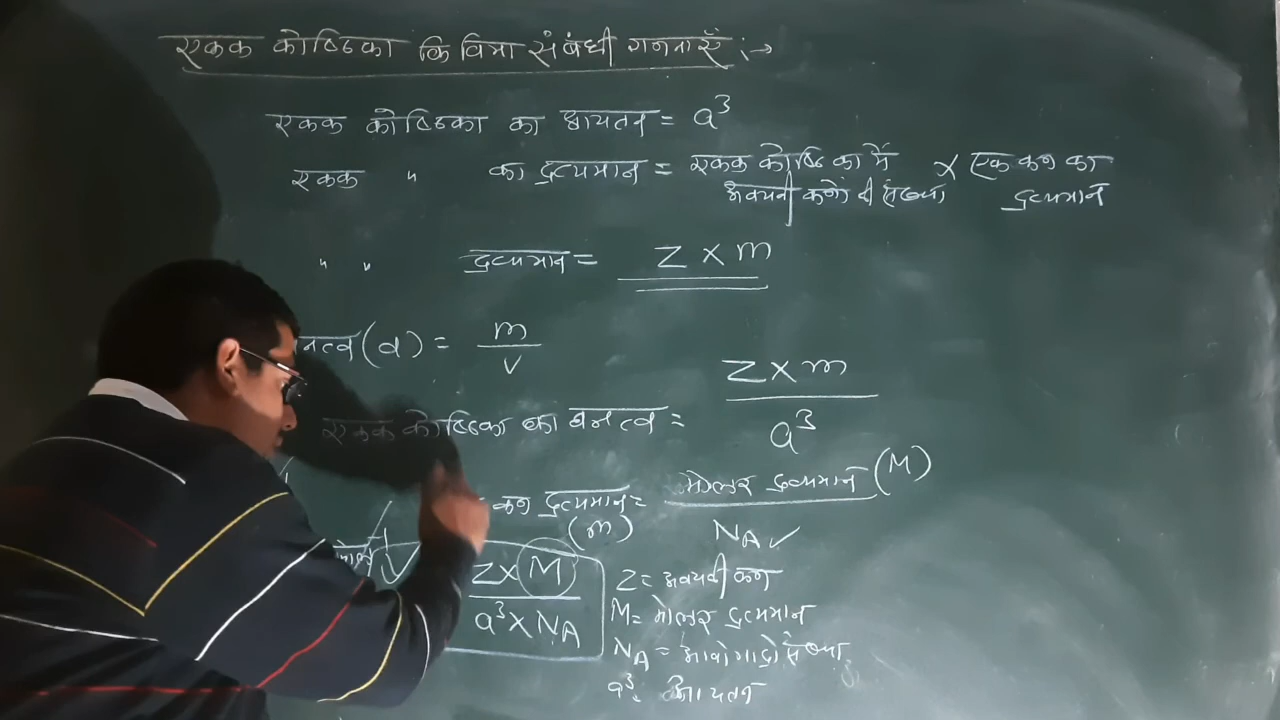 एकक कोष्ठिका कि विमा संबंधी गणनाएँ :→
एकक कोष्ठिका का आयतन = a³
एकक " का द्रव्यमान = एकक कोष्ठिका में × एक कण का
अवयवी कणों की संख्या द्रव्यमान
" " द्रव्यमान = Z × m
नत्व (d) = m / V
एकक कोष्ठिका का घनत्व = Z × m / a³
कण द्रव्यमान = मोलर द्रव्यमान (M) / NA ✓
(m)
Z × M / a³ × NA
Z = अवयवी कण
M = मोलर द्रव्यमान
NA = आवोगाद्रो संख्या
a³ = आयतन